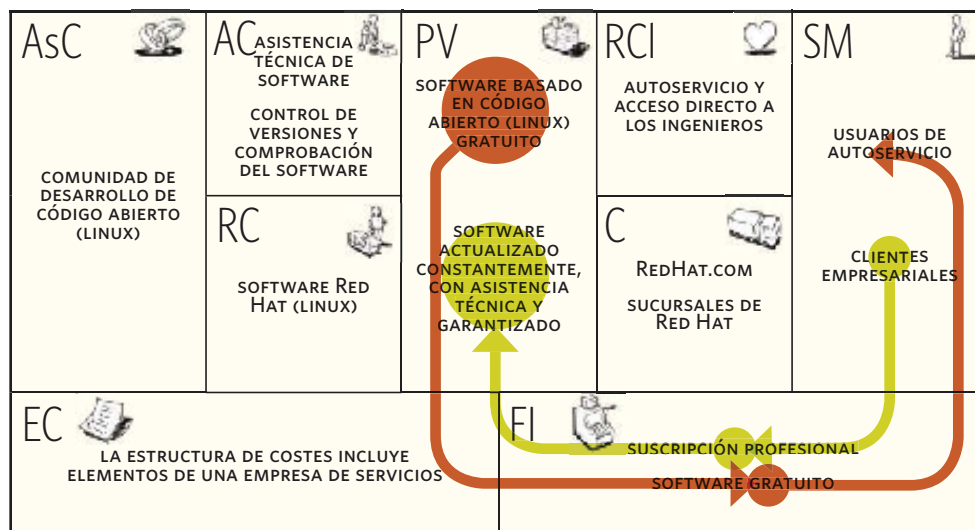 AsC
COMUNIDAD DE
DESARROLLO DE
CÓDIGO ABIERTO
(LINUX)
AC
ASISTENCIA
TÉCNICA DE
SOFTWARE
CONTROL DE
VERSIONES Y
COMPROBACIÓN
DEL SOFTWARE
RC
SOFTWARE RED
HAT (LINUX)
PV
SOFTWARE BASADO
EN CÓDIGO
ABIERTO (LINUX)
GRATUITO
SOFTWARE
ACTUALIZADO
CONSTANTEMENTE,
CON ASISTENCIA
TÉCNICA Y
GARANTIZADO
RCl
AUTOSERVICIO Y
ACCESO DIRECTO A
LOS INGENIEROS
C
REDHAT.COM
SUCURSALES DE
RED HAT
SM
USUARIOS DE
AUTOSERVICIO
CLIENTES
EMPRESARIALES
EC
LA ESTRUCTURA DE COSTES INCLUYE
ELEMENTOS DE UNA EMPRESA DE SERVICIOS
FI
SUSCRIPCIÓN PROFESIONAL
SOFTWARE GRATUITO